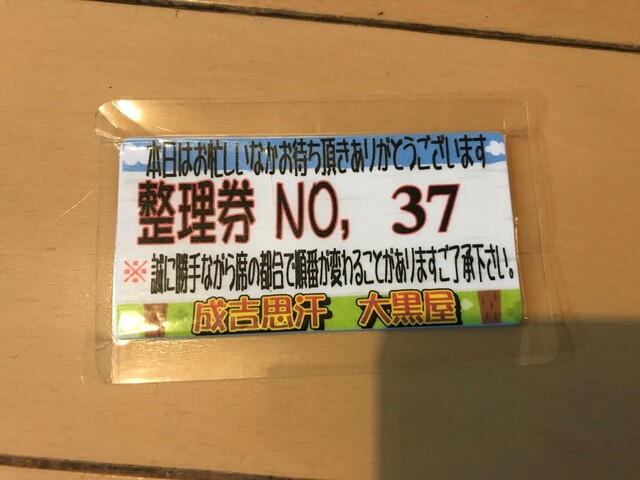 本日はお忙しいなかお待ち頂きありがとうございます
整理券 NO, 37
※誠に勝手ながら席の都合で順番が変わることがありますご了承下さい。
成吉思汗 大黒屋